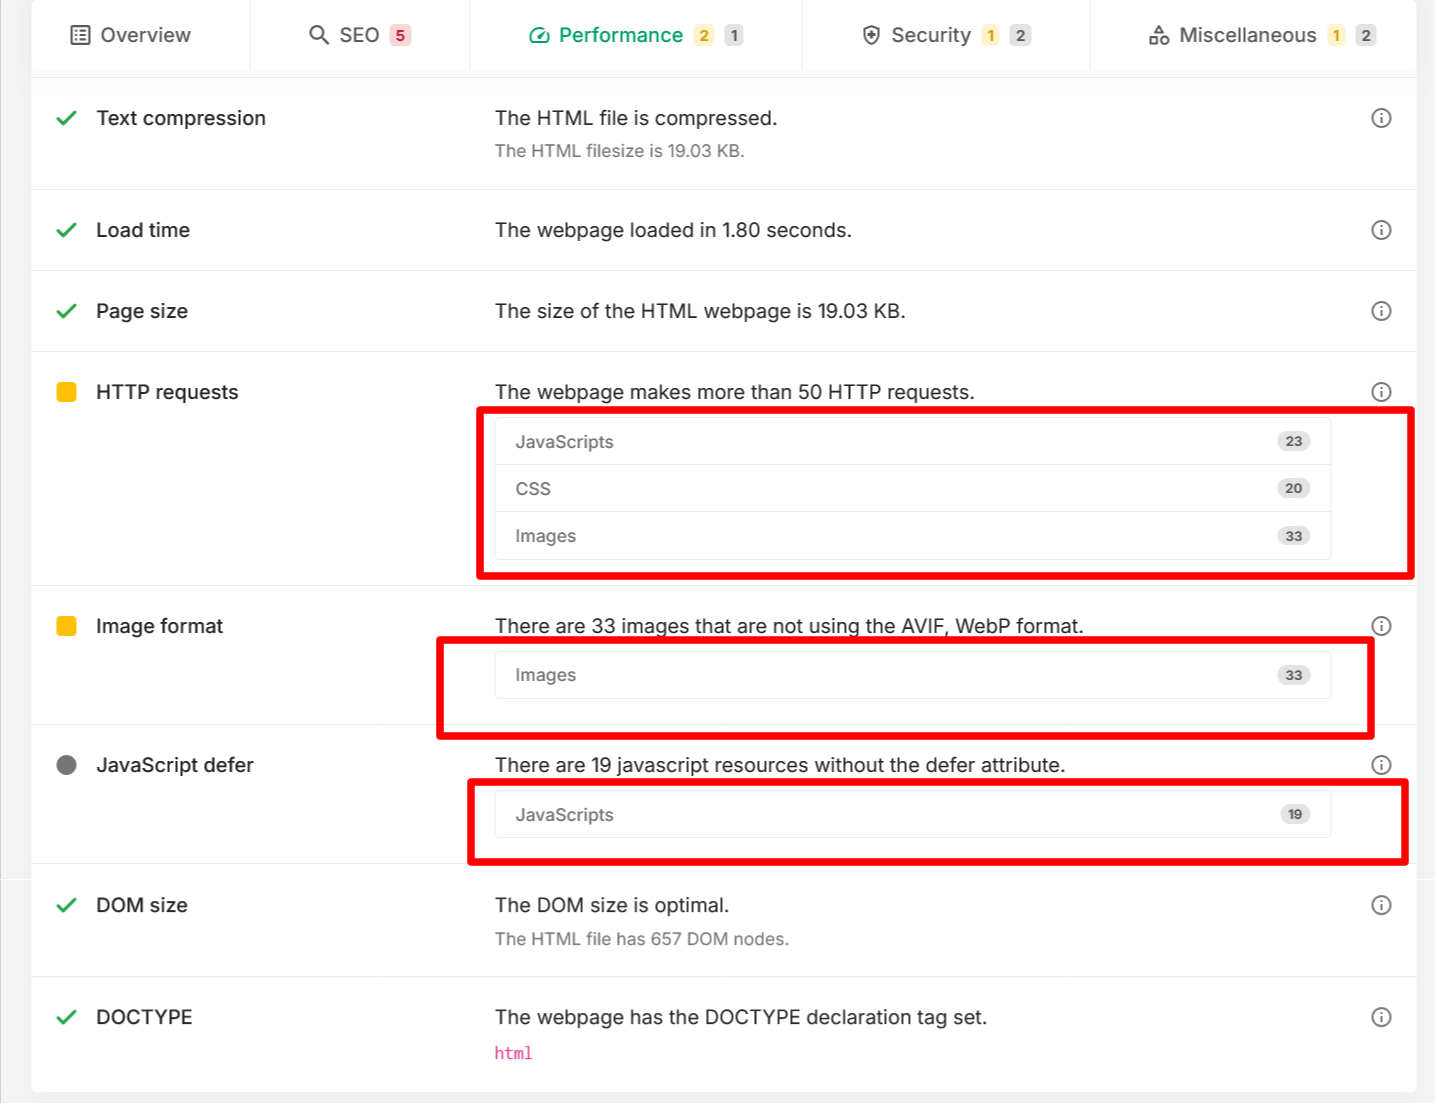 Overview SEO 5 Performance 2 1 Security 1 2 Miscellaneous 1 2
Text compression The HTML file is compressed.
The HTML filesize is 19.03 KB.
Load time The webpage loaded in 1.80 seconds.
Page size The size of the HTML webpage is 19.03 KB.
HTTP requests The webpage makes more than 50 HTTP requests.
JavaScripts 23
CSS 20
Images 33
Image format There are 33 images that are not using the AVIF, WebP format.
Images 33
JavaScript defer There are 19 javascript resources without the defer attribute.
JavaScripts 19
DOM size The DOM size is optimal.
The HTML file has 657 DOM nodes.
DOCTYPE The webpage has the DOCTYPE declaration tag set.
html